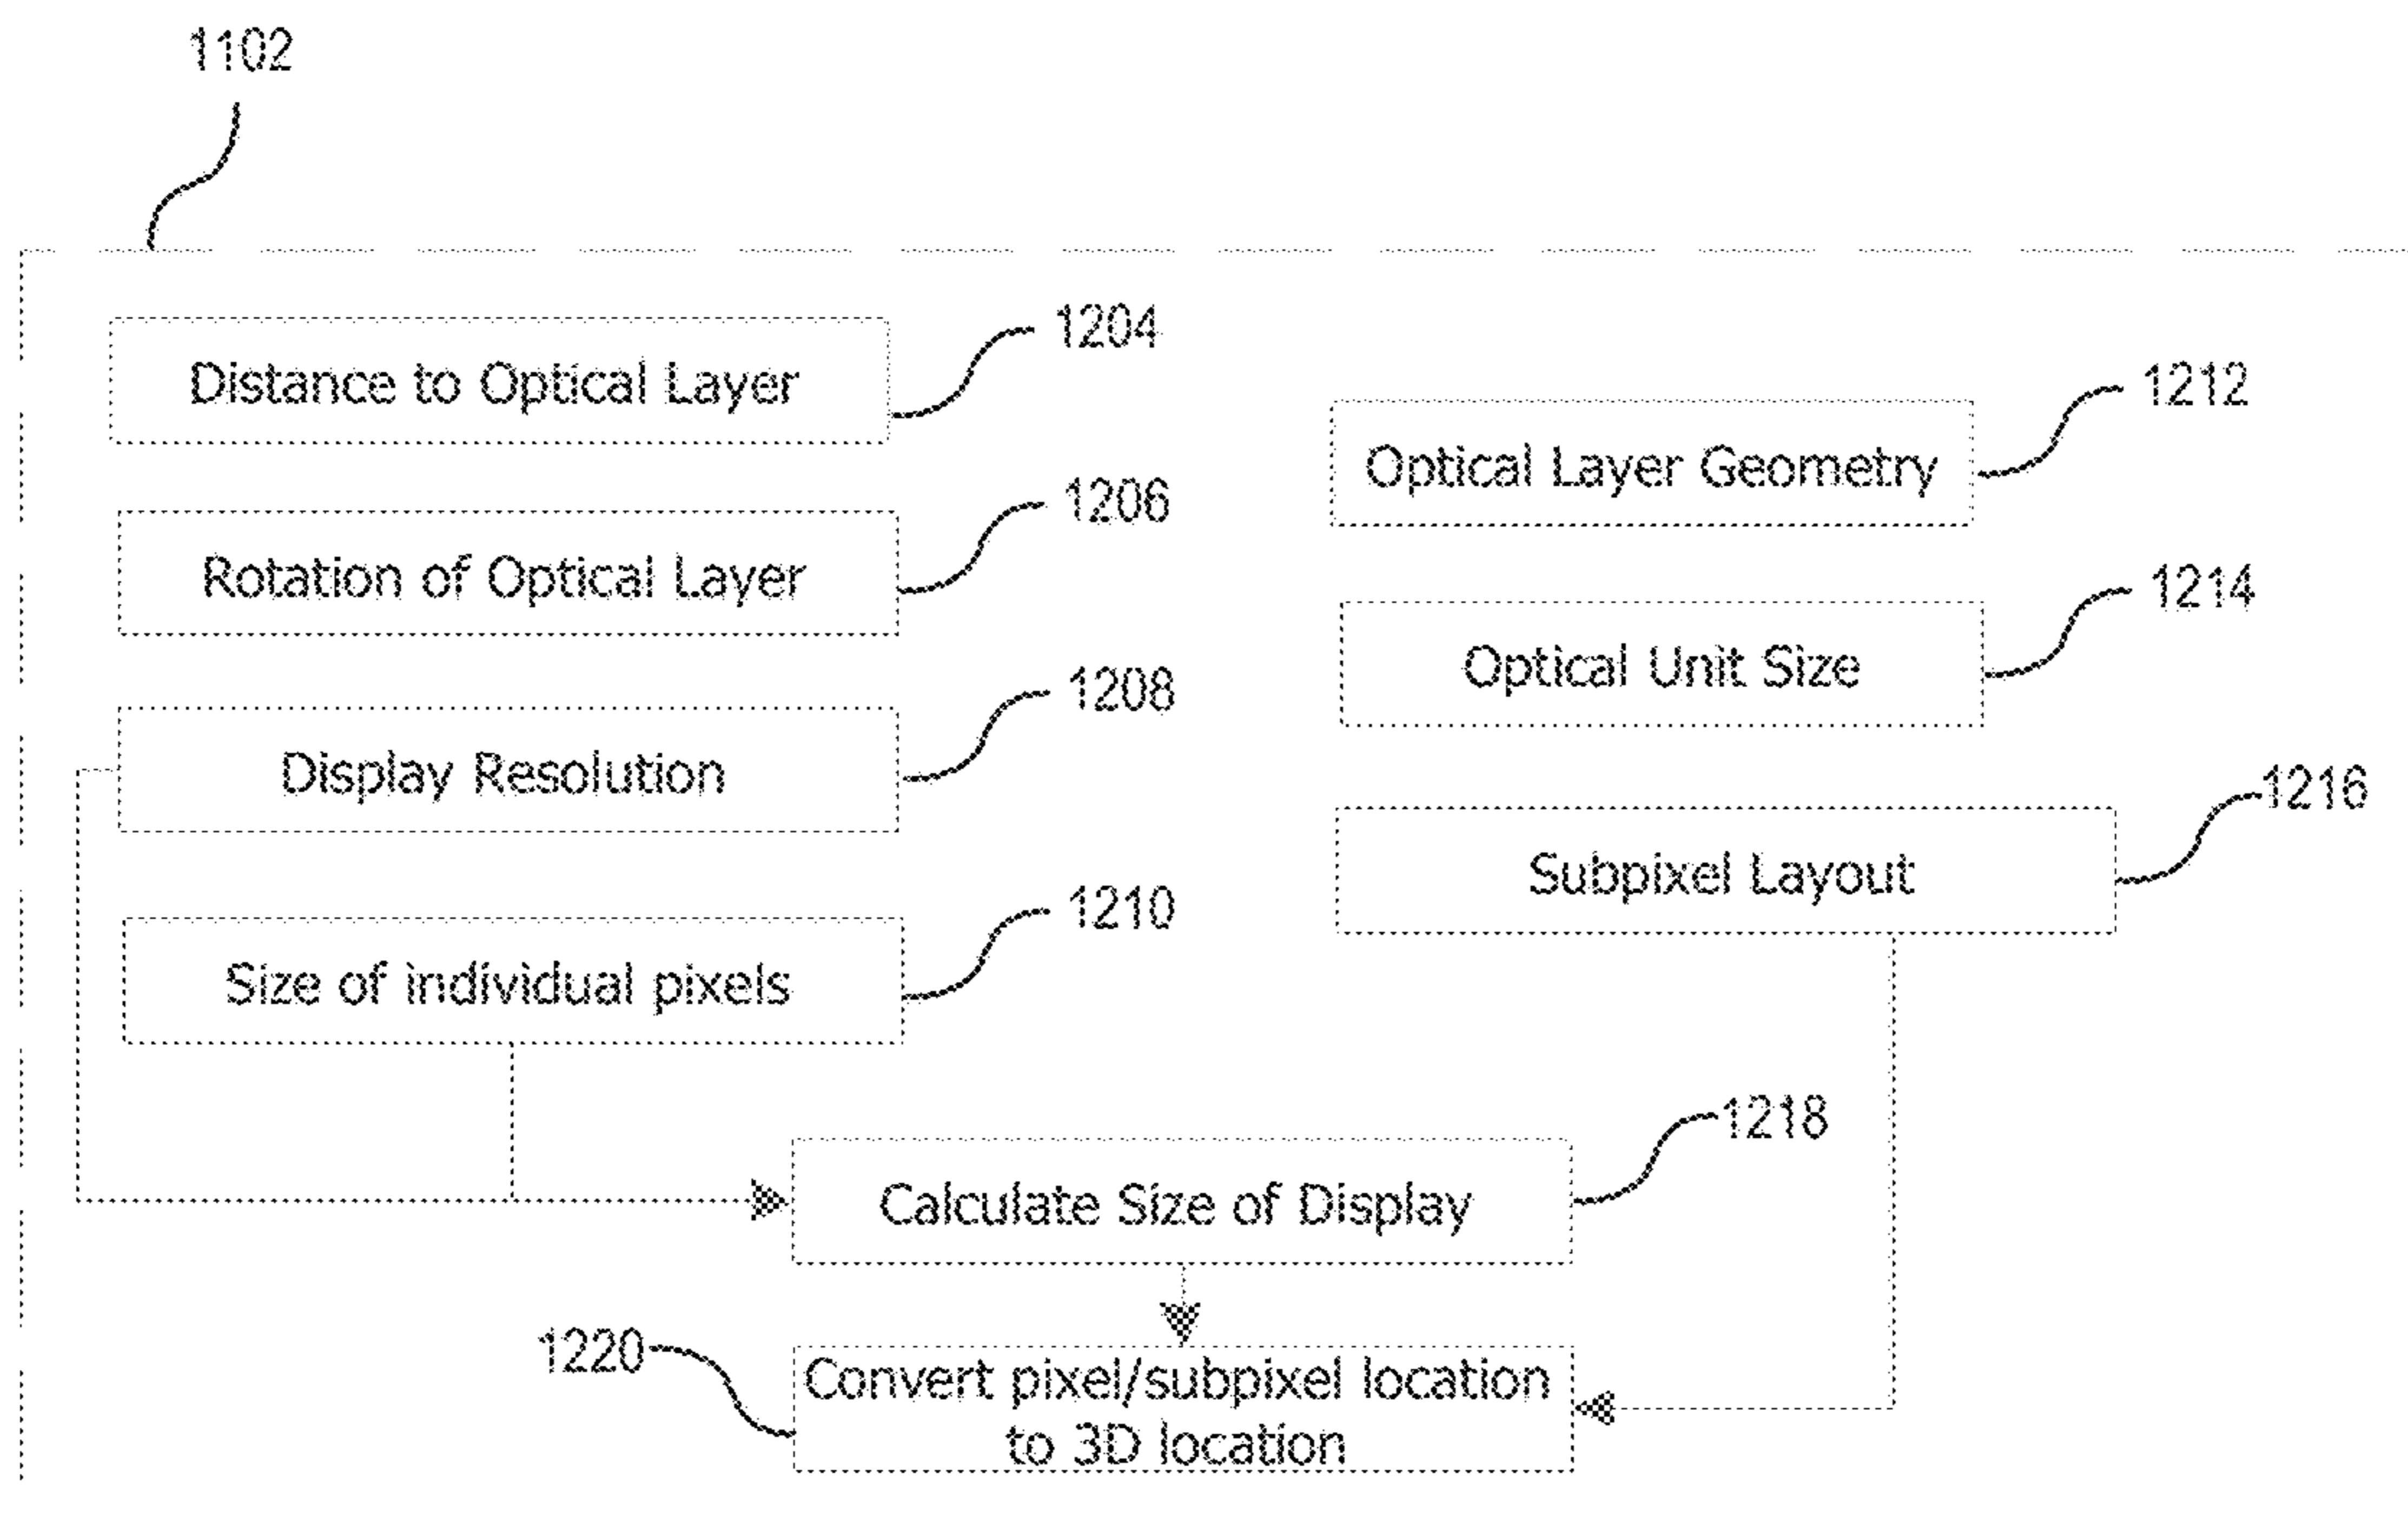 1102
Distance to Optical Layer
1204
Rotation of Optical Layer
1206
Display Resolution
1208
Size of individual pixels
1210
Optical Layer Geometry
1212
Optical Unit Size
1214
Subpixel Layout
1216
Calculate Size of Display
1218
1220
Convert pixel/subpixel location
to 3D location